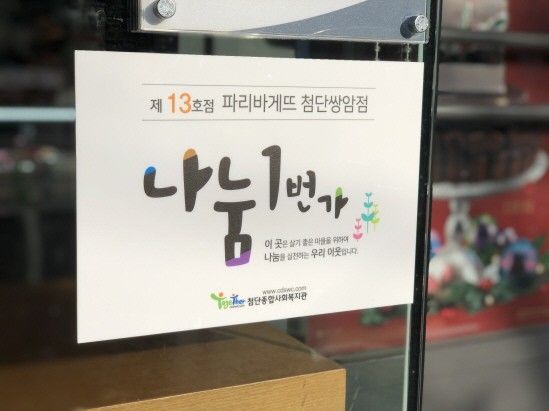 제 13호점 파리바게뜨 첨단쌍암점
나눔1번가
이 곳은 살기 좋은 마을을 위하여
나눔을 실천하는 우리 이웃입니다.
www.cdswc.com
Together 첨단종합사회복지관